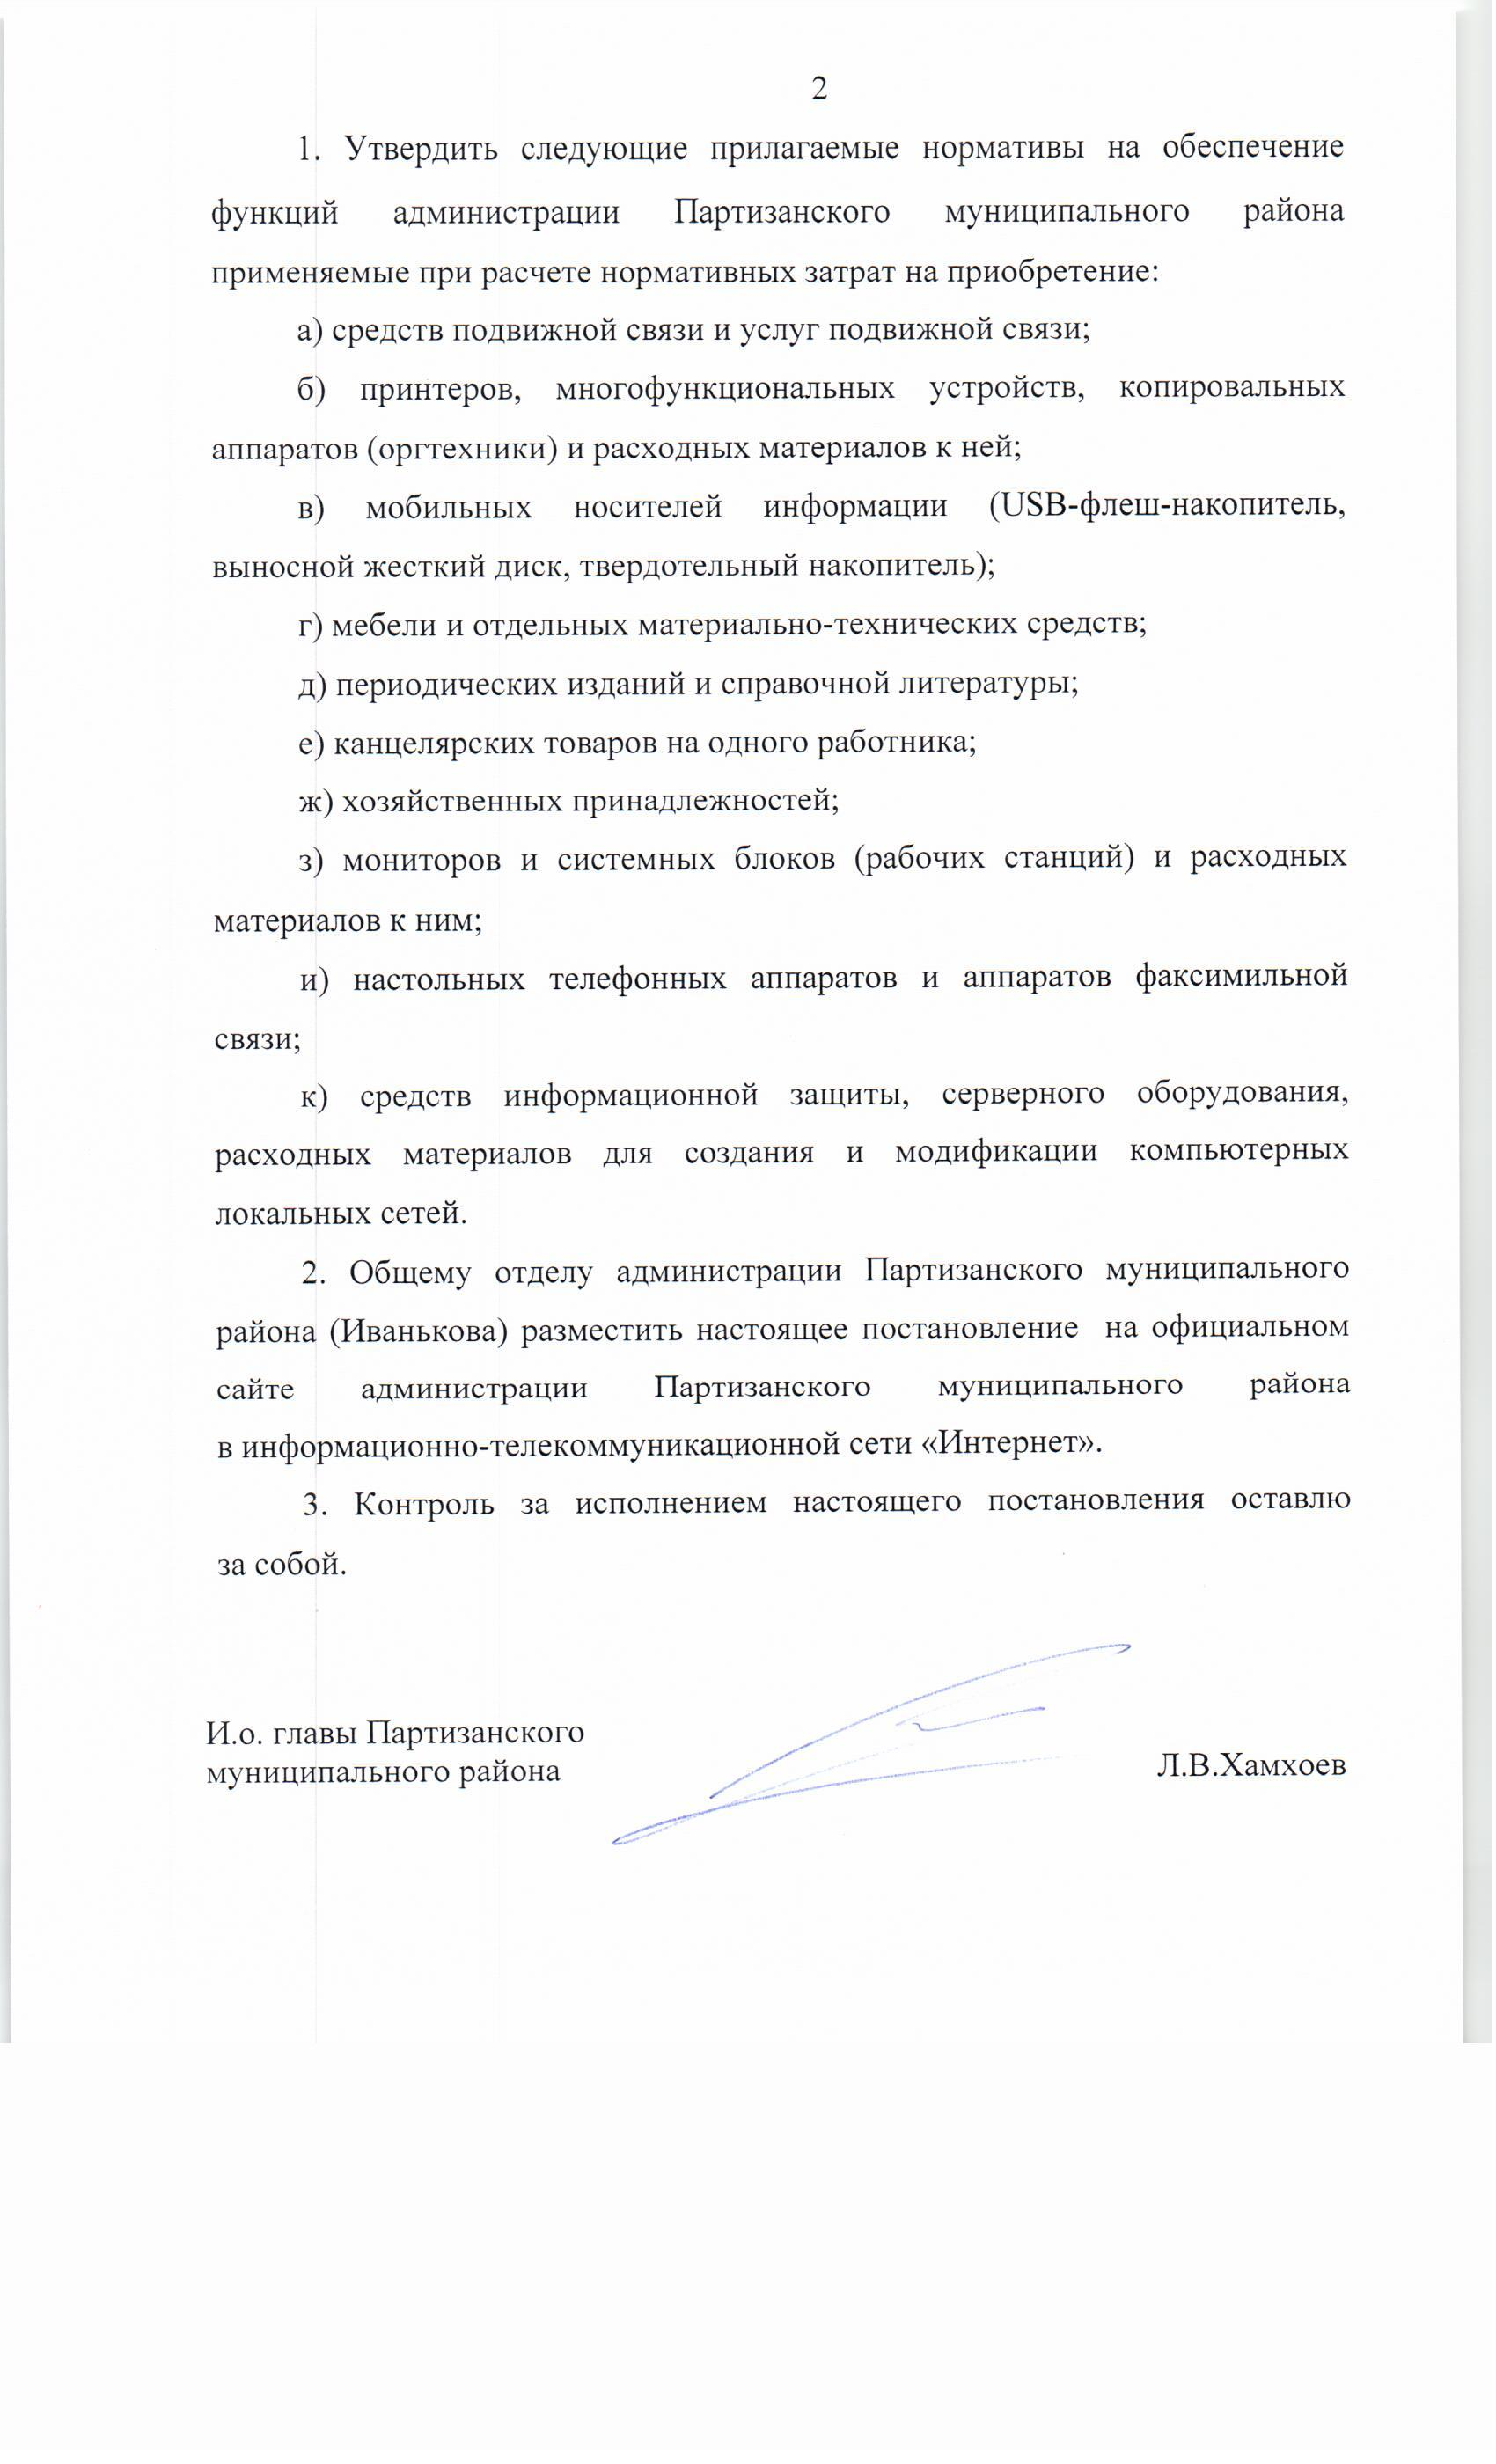 2
1. Утвердить следующие прилагаемые нормативы на обеспечение
функций администрации Партизанского муниципального района
применяемые при расчете нормативных затрат на приобретение:
а) средств подвижной связи и услуг подвижной связи;
б) принтеров, многофункциональных устройств, копировальных
аппаратов (оргтехники) и расходных материалов к ней;
в) мобильных носителей информации (USB-флеш-накопитель,
выносной жесткий диск, твердотельный накопитель);
г) мебели и отдельных материально-технических средств;
д) периодических изданий и справочной литературы;
е) канцелярских товаров на одного работника;
ж) хозяйственных принадлежностей;
з) мониторов и системных блоков (рабочих станций) и расходных
материалов к ним;
и) настольных телефонных аппаратов и аппаратов факсимильной
связи;
к) средств информационной защиты, серверного оборудования,
расходных материалов для создания и модификации компьютерных
локальных сетей.
2. Общему отделу администрации Партизанского муниципального
района (Иванькова) разместить настоящее постановление на официальном
сайте администрации Партизанского муниципального района
в информационно-телекоммуникационной сети «Интернет».
3. Контроль за исполнением настоящего постановления оставлю
за собой.
И.о. главы Партизанского
муниципального района Л.В.Хамхоев